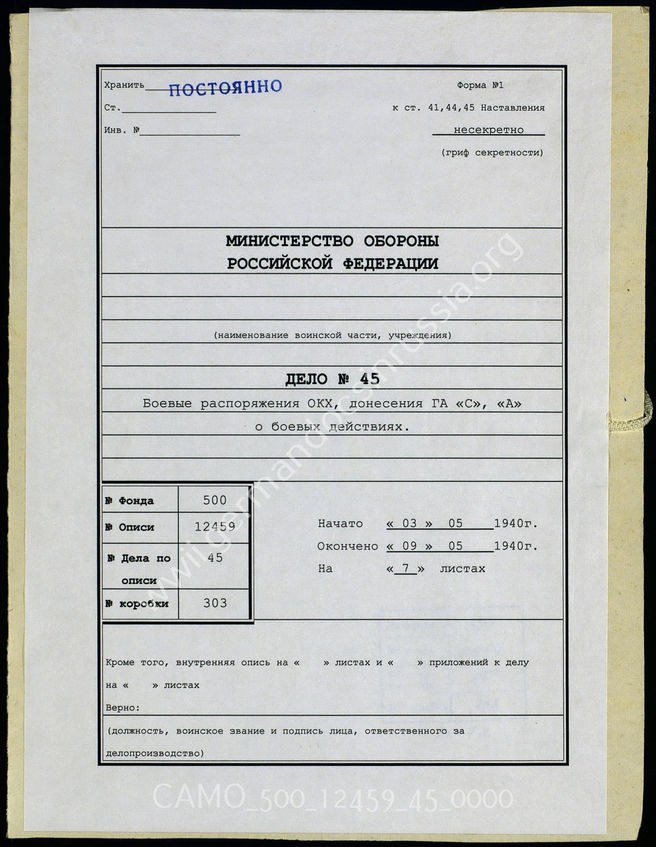 Хранить ПОСТОЯННО
Форма №1
Ст.
к ст. 41,44,45 Наставления
Инв. №
несекретно
(гриф секретности)
МИНИСТЕРСТВО ОБОРОНЫ
РОССИЙСКОЙ ФЕДЕРАЦИИ
(наименование воинской части, учреждения)
ДЕЛО № 45
Боевые распоряжения ОКХ, донесения ГА «С», «А»
о боевых действиях.
№ Фонда 500
№ Описи 12459
№ Дела по описи 45
№ коробки 303
Начато « 03 » 05 1940г.
Окончено « 09 » 05 1940г.
На « 7 » листах
Кроме того, внутренняя опись на « » листах и « » приложений к делу
на « » листах
Верно:
(должность, воинское звание и подпись лица, ответственного за
делопроизводство)
www.germandocsinrussia.org
CAMO_500_12459_45_0000